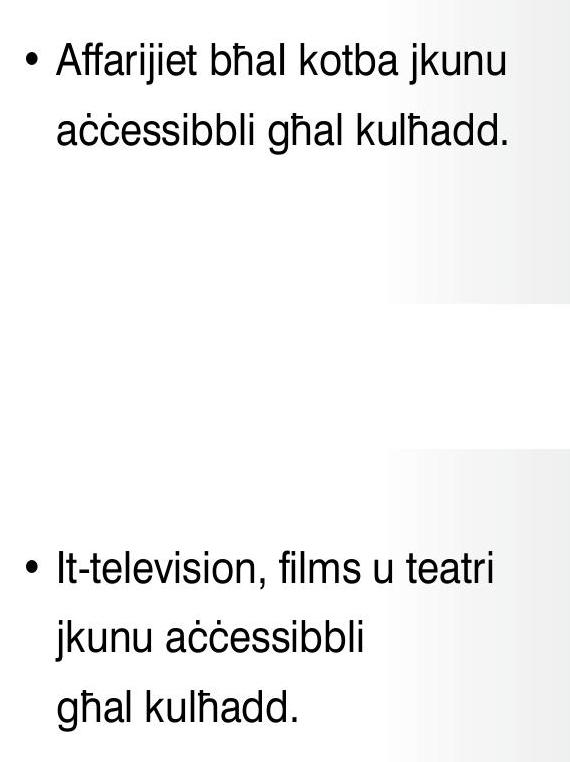 • Affarijiet bħal kotba jkunu
aċċessibbli għal kulħadd.
• It-television, films u teatri
jkunu aċċessibbli
għal kulħadd.